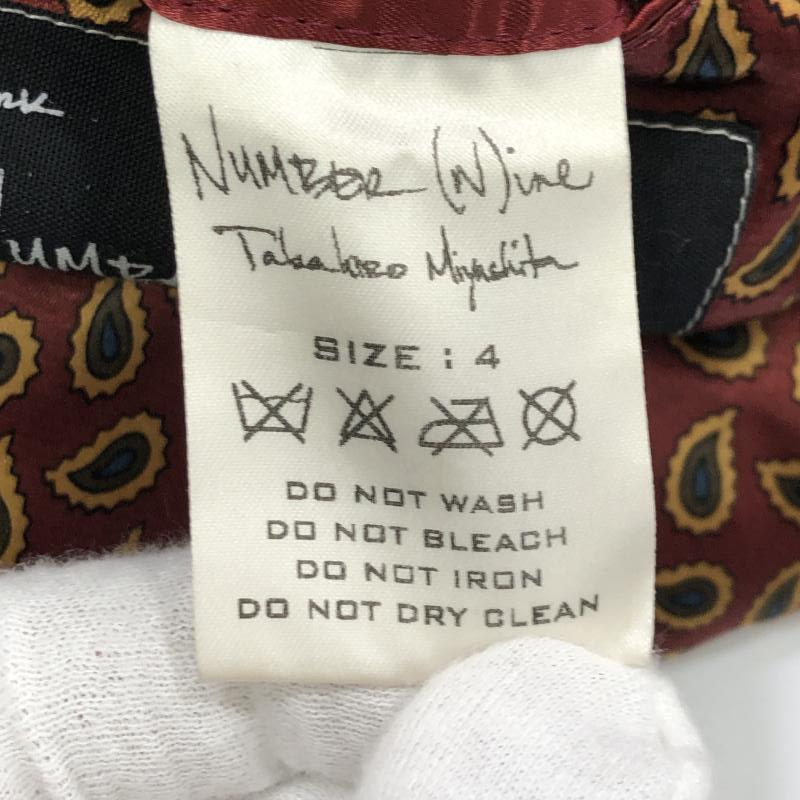 NUMBER (N)ine
Takahiro Miyashita
SIZE : 4
DO NOT WASH
DO NOT BLEACH
DO NOT IRON
DO NOT DRY CLEAN